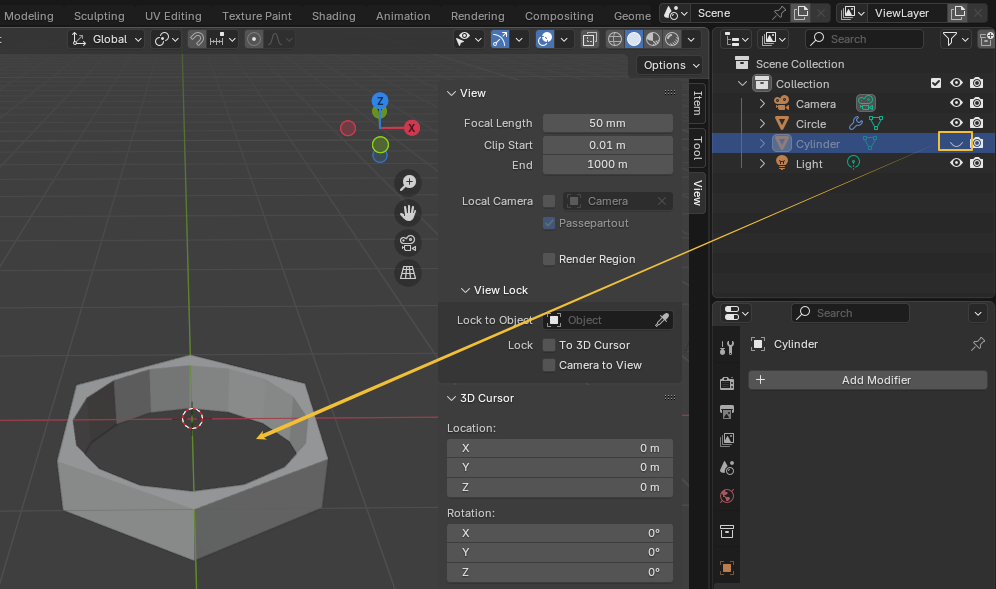 Modeling Sculpting UV Editing Texture Paint Shading Animation Rendering Compositing Geome Scene ViewLayer
Global
Search
Options
Scene Collection
Collection
Camera
Circle
Cylinder
Light
Z
X
View
Focal Length 50 mm
Clip Start 0.01 m
End 1000 m
Local Camera Camera
Passepartout
Render Region
View Lock
Lock to Object Object
Lock To 3D Cursor
Camera to View
3D Cursor
Location:
X 0 m
Y 0 m
Z 0 m
Rotation:
X 0°
Y 0°
Z 0°
Item
Tool
View
Search
Cylinder
+ Add Modifier